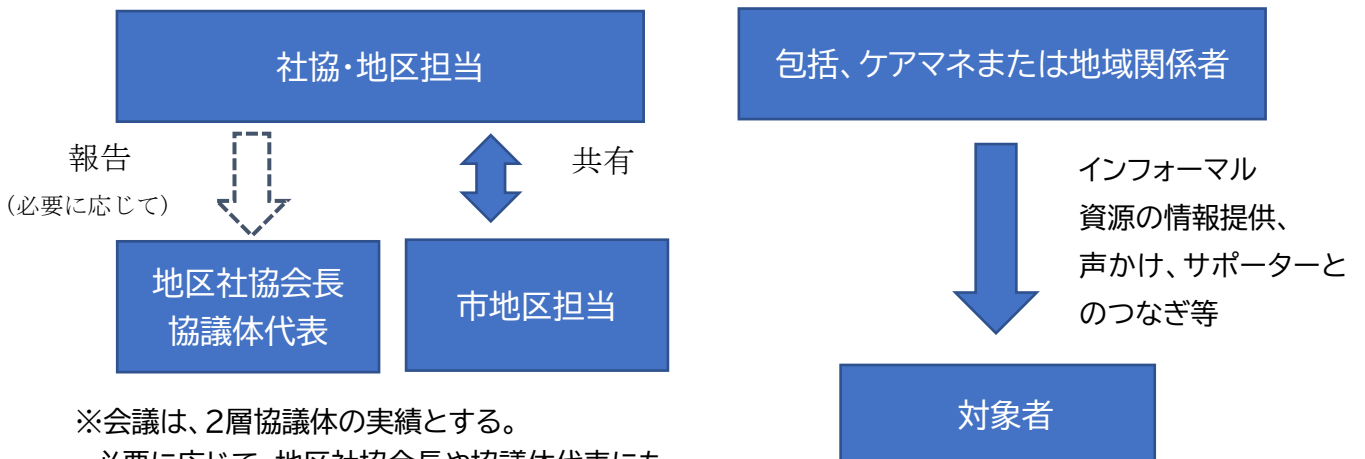 社協・地区担当
報告
(必要に応じて)
共有
地区社協会長
協議体代表
市地区担当
※会議は、2層協議体の実績とする。
包括、ケアマネまたは地域関係者
インフォーマル
資源の情報提供、
声かけ、サポーターと
のつなぎ等
対象者